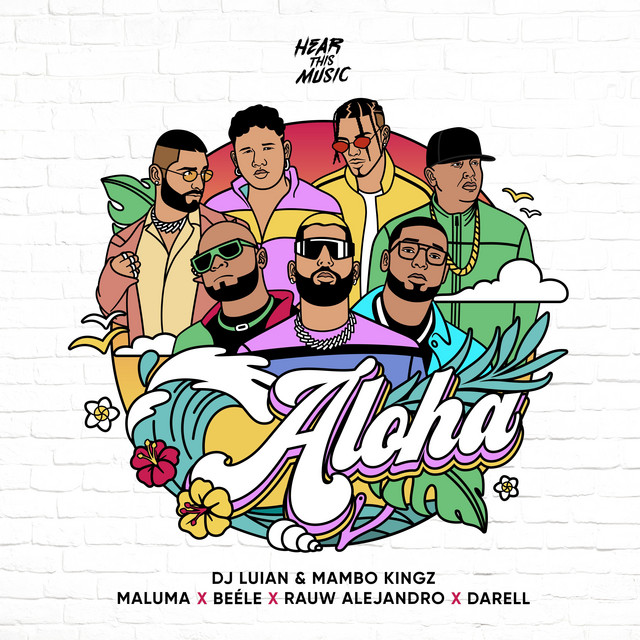 HEAR
THIS
MUSIC
Aloha
DJ LUIAN & MAMBO KINGZ
MALUMA X BEÉLE X RAUW ALEJANDRO X DARELL